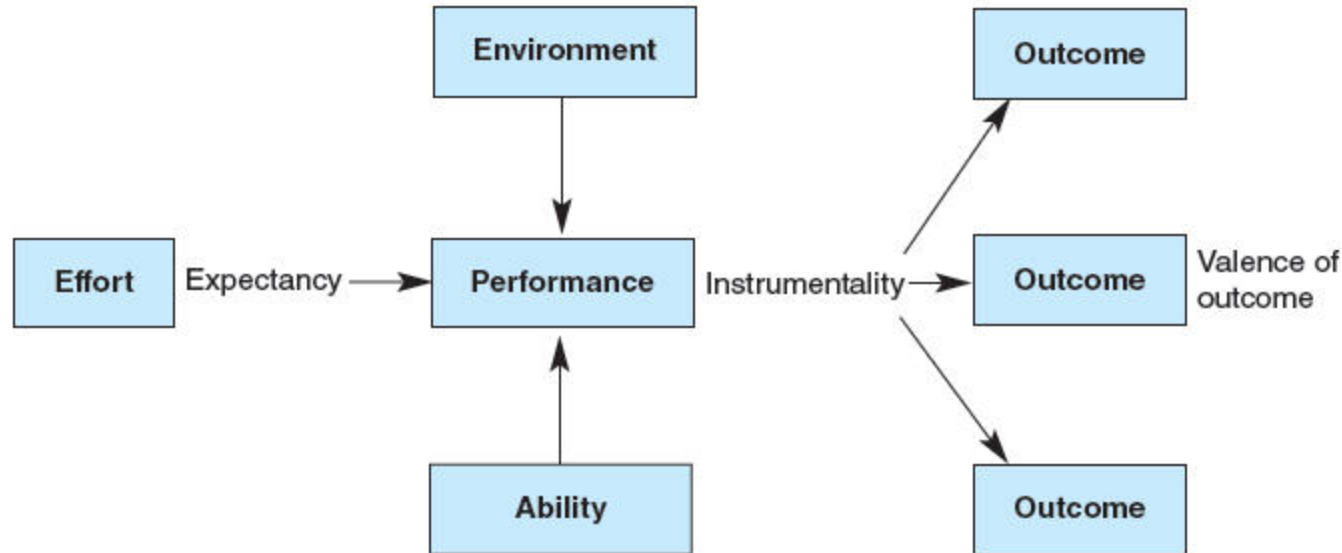 Environment
Outcome
Effort
Expectancy
Performance
Instrumentality
Outcome
Valence of
outcome
Ability
Outcome